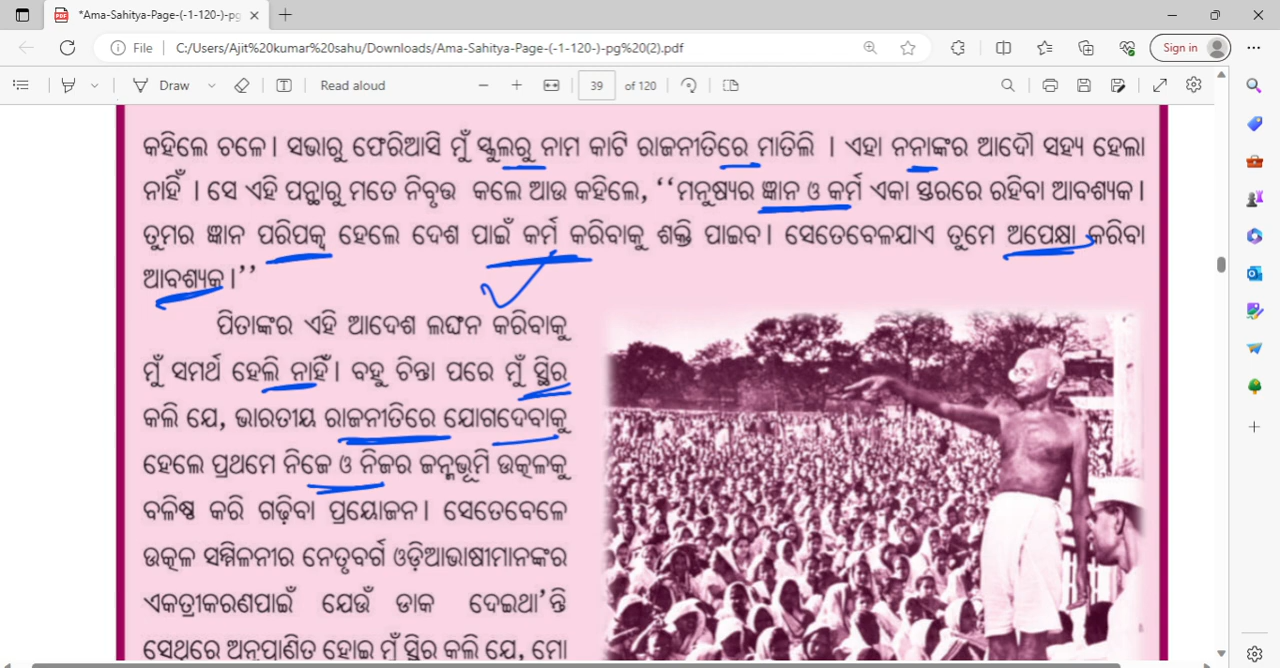 *Ama-Sahitya-Page-(-1-120-)-pg
File
C:/Users/Ajit%20kumar%20sahu/Downloads/Ama-Sahitya-Page-(-1-120-)-pg%20(2).pdf
Sign in
Draw
Read aloud
39
of 120
କହିଲେ ଚଳେ। ସଭାରୁ ଫେରିଆସି ମୁଁ ସ୍କୁଲରୁ ନାମ କାଟି ରାଜନୀତିରେ ମାତିଲି । ଏହା ନନାଙ୍କର ଆଦୌ ସହ୍ୟ ହେଲା
ନାହିଁ । ସେ ଏହି ପନ୍ଥାରୁ ମତେ ନିବୃତ୍ତ କଲେ ଆଉ କହିଲେ, ‘‘ମନୁଷ୍ୟର ଜ୍ଞାନ ଓ କର୍ମ ଏକା ସ୍ତରରେ ରହିବା ଆବଶ୍ୟକ।
ତୁମର ଜ୍ଞାନ ପରିପକ୍ୱ ହେଲେ ଦେଶ ପାଇଁ କର୍ମ କରିବାକୁ ଶକ୍ତି ପାଇବ। ସେତେବେଳଯାଏ ତୁମେ ଅପେକ୍ଷା କରିବା
ଆବଶ୍ୟକ।’’
ପିତାଙ୍କର ଏହି ଆଦେଶ ଲଙ୍ଘନ କରିବାକୁ
ମୁଁ ସମର୍ଥ ହେଲି ନାହିଁ। ବହୁ ଚିନ୍ତା ପରେ ମୁଁ ସ୍ଥିର
କଲି ଯେ, ଭାରତୀୟ ରାଜନୀତିରେ ଯୋଗଦେବାକୁ
ହେଲେ ପ୍ରଥମେ ନିଜେ ଓ ନିଜର ଜନ୍ମଭୂମି ଉତ୍କଳକୁ
ବଳିଷ୍ଠ କରି ଗଢ଼ିବା ପ୍ରୟୋଜନ। ସେତେବେଳେ
ଉତ୍କଳ ସମ୍ମିଳନୀର ନେତୃବର୍ଗ ଓଡ଼ିଆଭାଷୀମାନଙ୍କର
ଏକତ୍ରୀକରଣପାଇଁ ଯେଉଁ ଡାକ ଦେଇଥା’ନ୍ତି
ସେଥିରେ ଅନୁପ୍ରାଣିତ ହୋଇ ମୁଁ ସ୍ଥିର କଲି ଯେ, ମୋ